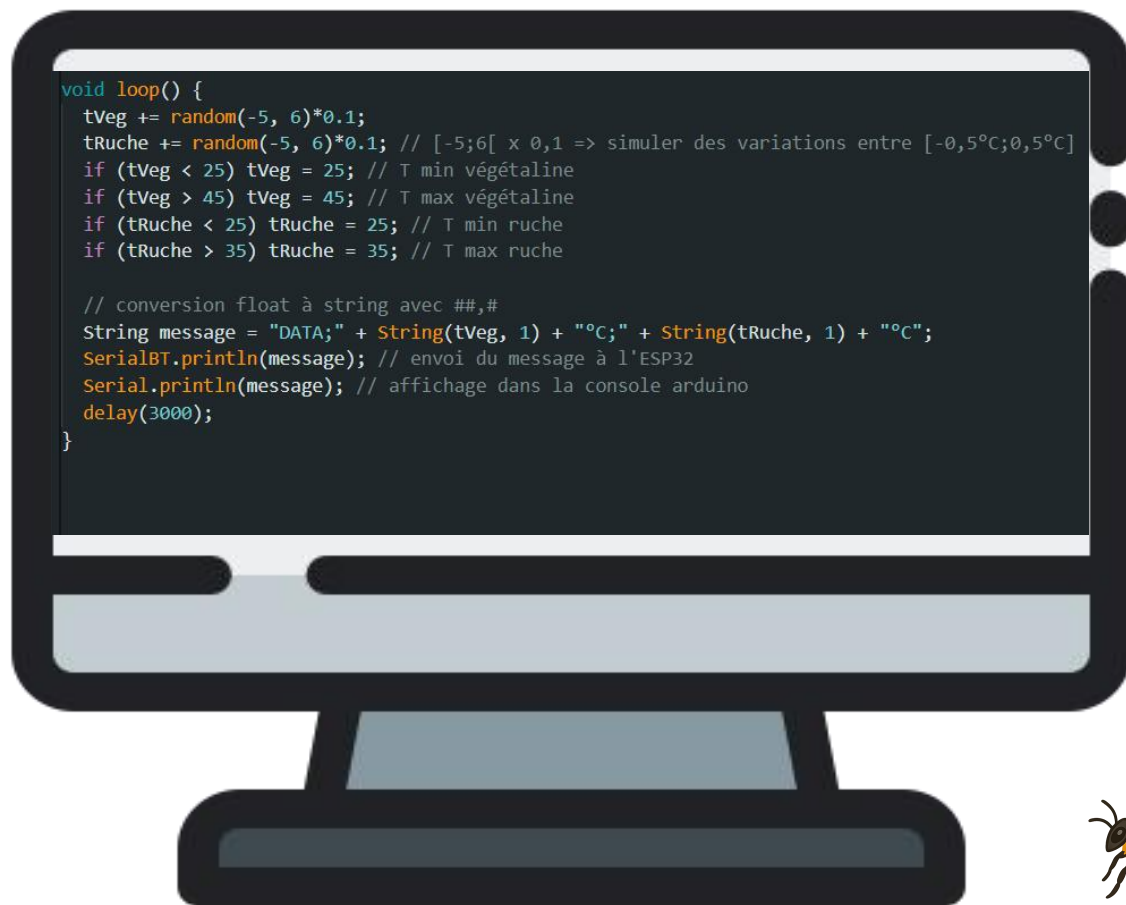 void loop() {
  tVeg += random(-5, 6)*0.1;
  tRuche += random(-5, 6)*0.1; // [-5;6[ x 0,1 => simuler des variations entre [-0,5ºC;0,5ºC]
  if (tVeg < 25) tVeg = 25; // T min végétaline
  if (tVeg > 45) tVeg = 45; // T max végétaline
  if (tRuche < 25) tRuche = 25; // T min ruche
  if (tRuche > 35) tRuche = 35; // T max ruche

  // conversion float à string avec ##,#
  String message = "DATA;" + String(tVeg, 1) + "ºC;" + String(tRuche, 1) + "ºC";
  SerialBT.println(message); // envoi du message à l'ESP32
  Serial.println(message); // affichage dans la console arduino
  delay(3000);
}